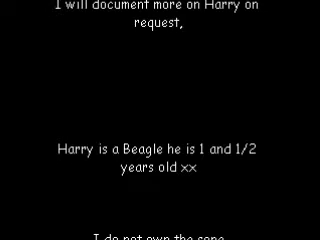 I will document more on Harry on
request,
Harry is a Beagle he is 1 and 1/2
years old xx
I do not own the song